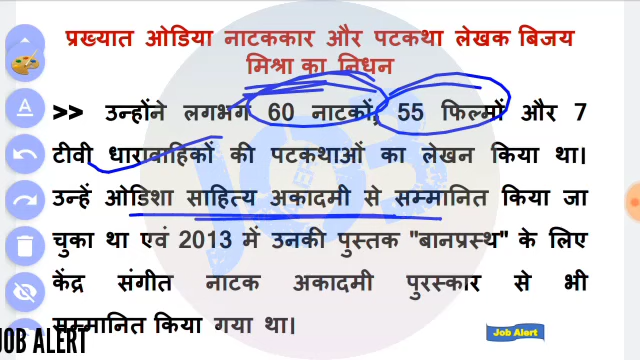 प्रख्यात ओडिया नाटककार और पटकथा लेखक बिजय
मिश्रा का निधन
>> उन्होंने लगभग 60 नाटकों, 55 फिल्मों और 7
टीवी धारावाहिकों की पटकथाओं का लेखन किया था।
उन्हें ओडिशा साहित्य अकादमी से सम्मानित किया जा
चुका था एवं 2013 में उनकी पुस्तक "बानप्रस्थ" के लिए
केंद्र संगीत नाटक अकादमी पुरस्कार से भी
सम्मानित किया गया था।
JOB ALERT
Job Alert
JOB